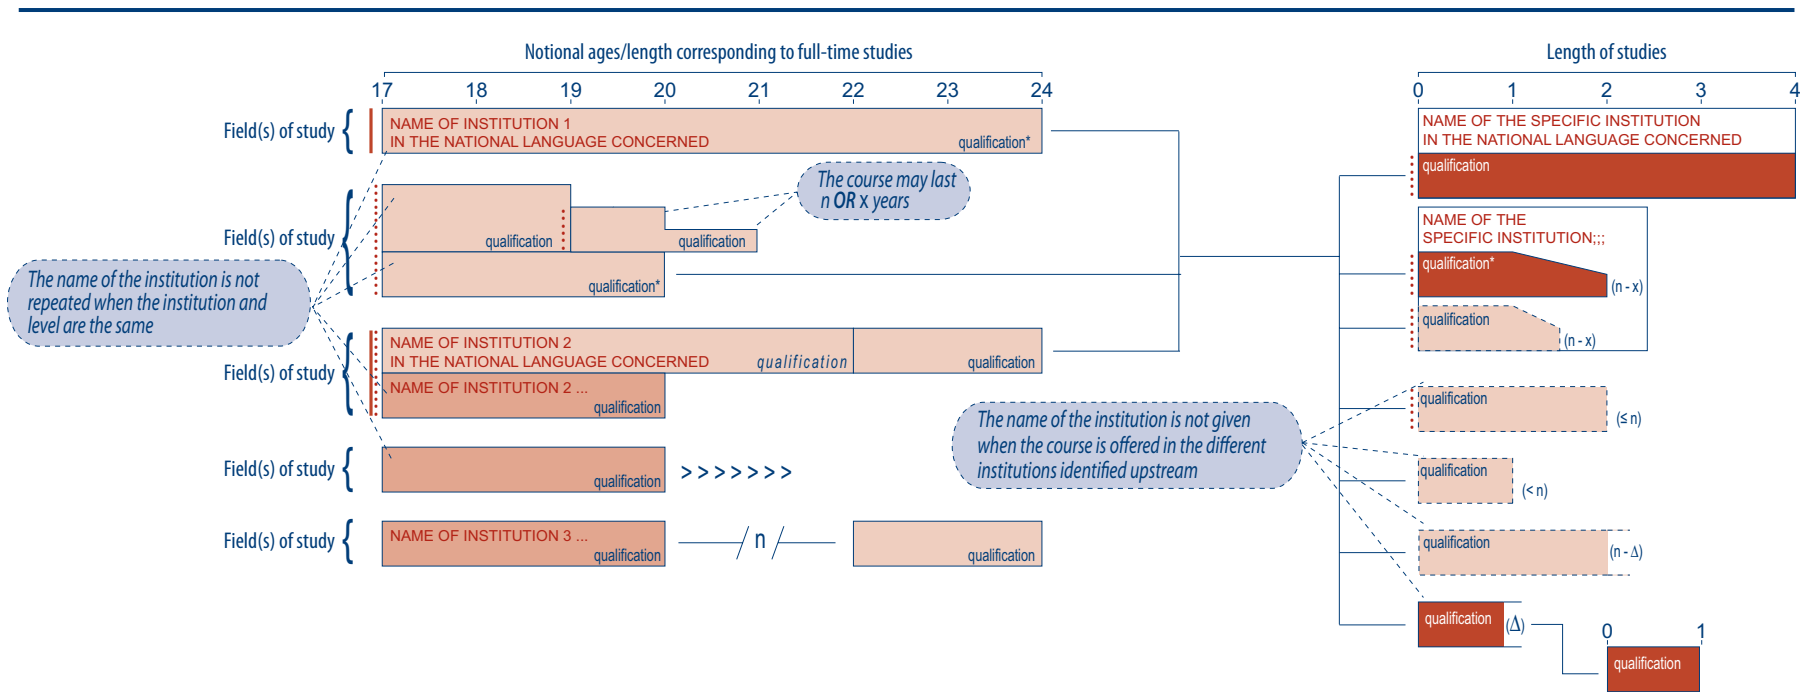 Notional ages/length corresponding to full-time studies
Length of studies
17 18 19 20 21 22 23 24
0 1 2 3 4
Field(s) of study {
NAME OF INSTITUTION 1
IN THE NATIONAL LANGUAGE CONCERNED
qualification*
The course may last
n OR x years
Field(s) of study {
qualification
qualification
qualification*
The name of the institution is not
repeated when the institution and
level are the same
Field(s) of study {
NAME OF INSTITUTION 2
IN THE NATIONAL LANGUAGE CONCERNED
qualification
qualification
NAME OF INSTITUTION 2 ...
qualification
Field(s) of study {
qualification
> > > > > > >
Field(s) of study {
NAME OF INSTITUTION 3 ...
qualification
n
qualification
The name of the institution is not given
when the course is offered in the different
institutions identified upstream
NAME OF THE SPECIFIC INSTITUTION
IN THE NATIONAL LANGUAGE CONCERNED
qualification
NAME OF THE
SPECIFIC INSTITUTION;;;
qualification*
(n - x)
qualification
(n - x)
qualification
(≤ n)
qualification
(< n)
qualification
(n - Δ)
qualification
(Δ)
0 1
qualification